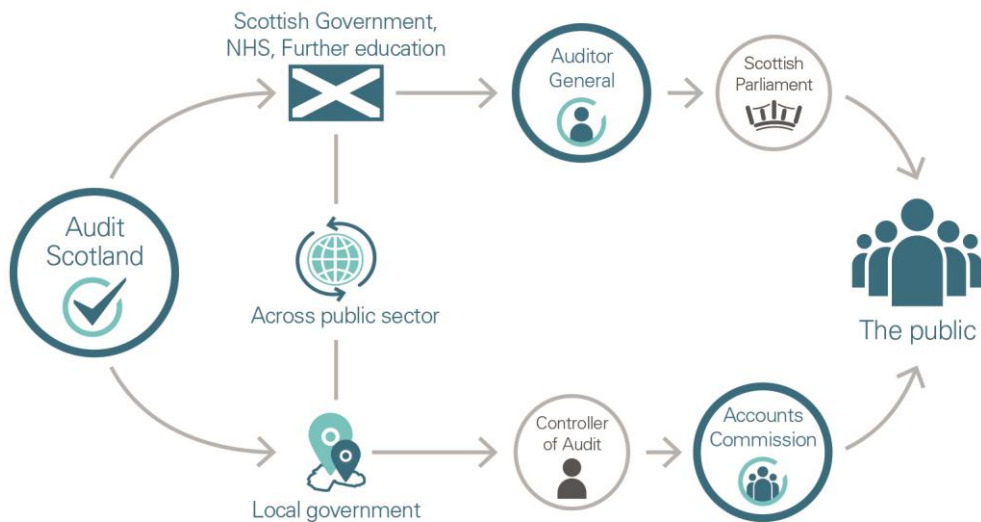 Scottish Government,
NHS, Further education
Auditor
General
Scottish
Parliament
Audit
Scotland
Across public sector
The public
Controller
of Audit
Accounts
Commission
Local government